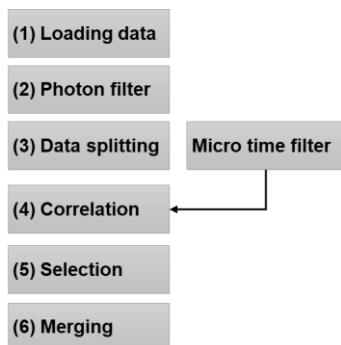 (1) Loading data
(2) Photon filter
(3) Data splitting
Micro time filter
(4) Correlation
(5) Selection
(6) Merging